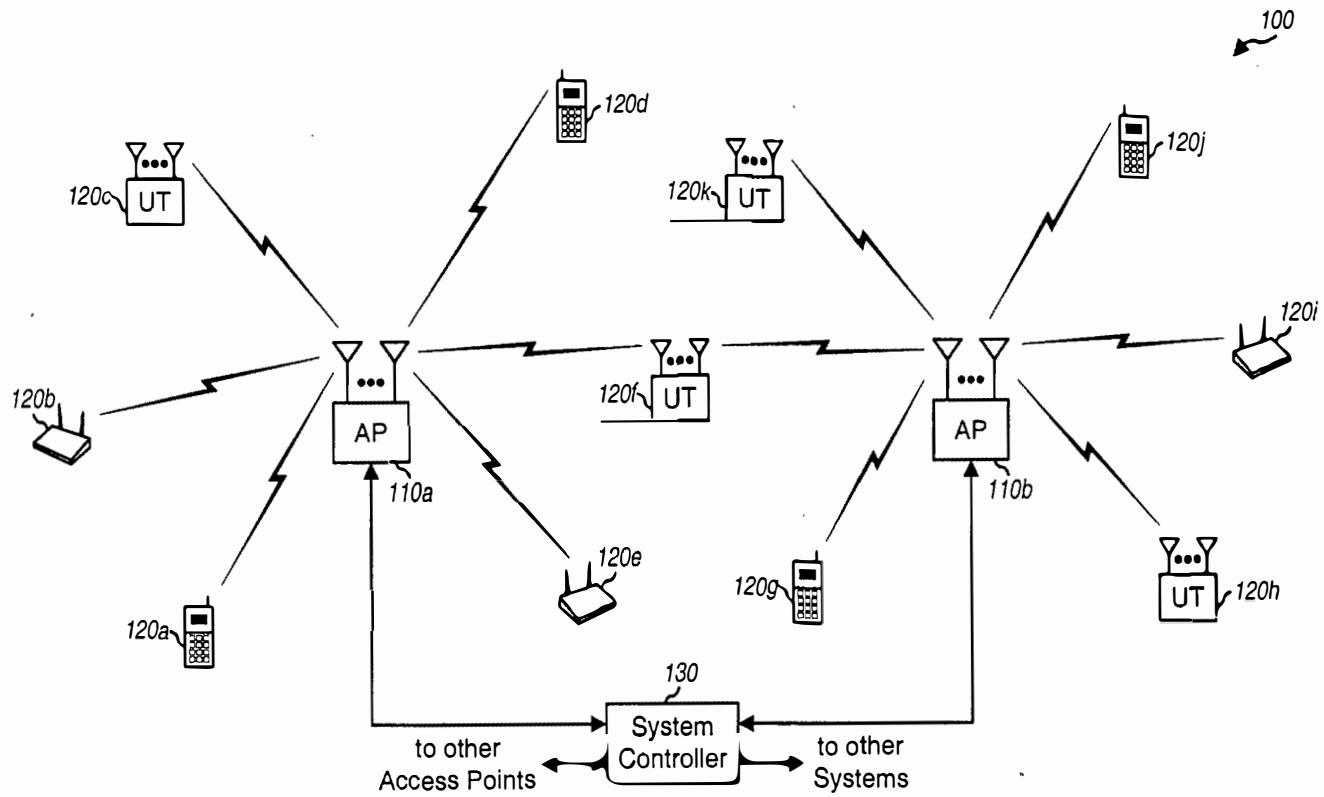 100
120d
120j
120c
UT
120k
UT
120i
120b
120f
UT
AP
110a
AP
110b
120e
120g
UT
120h
120a
130
System
Controller
to other
Access Points
to other
Systems